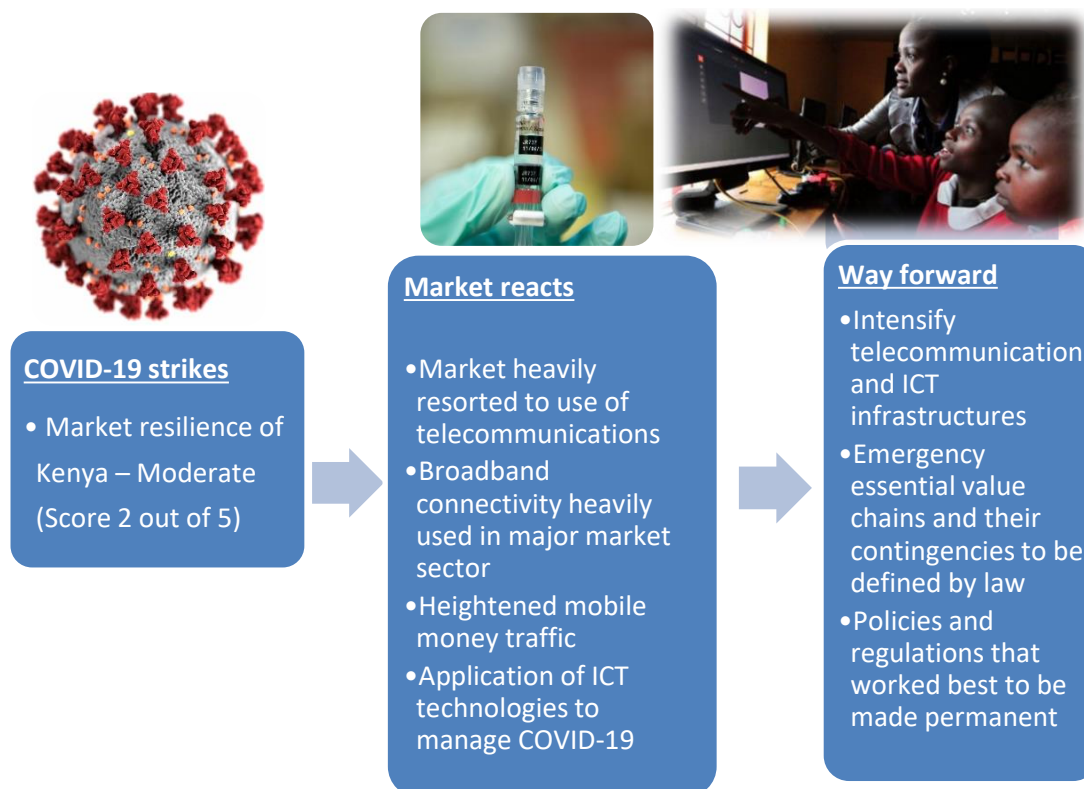 COVID-19 strikes
• Market resilience of
Kenya – Moderate
(Score 2 out of 5)
Market reacts
•Market heavily
resorted to use of
telecommunications
•Broadband
connectivity heavily
used in major market
sector
•Heightened mobile
money traffic
•Application of ICT
technologies to
manage COVID-19
Way forward
•Intensify
telecommunication
and ICT
infrastructures
•Emergency
essential value
chains and their
contingencies to be
defined by law
•Policies and
regulations that
worked best to be
made permanent